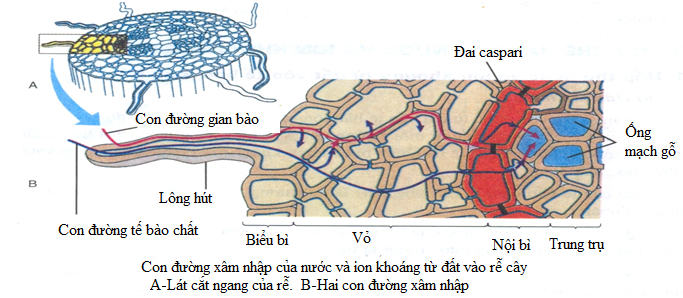 A
Đai caspari
Con đường gian bào
Ống
mạch gỗ
B
Lông hút
Con đường tế bào chất
Biểu bì
Vỏ
Nội bì
Trung trụ
Con đường xâm nhập của nước và ion khoáng từ đất vào rễ cây
A-Lát cắt ngang của rễ. B-Hai con đường xâm nhập